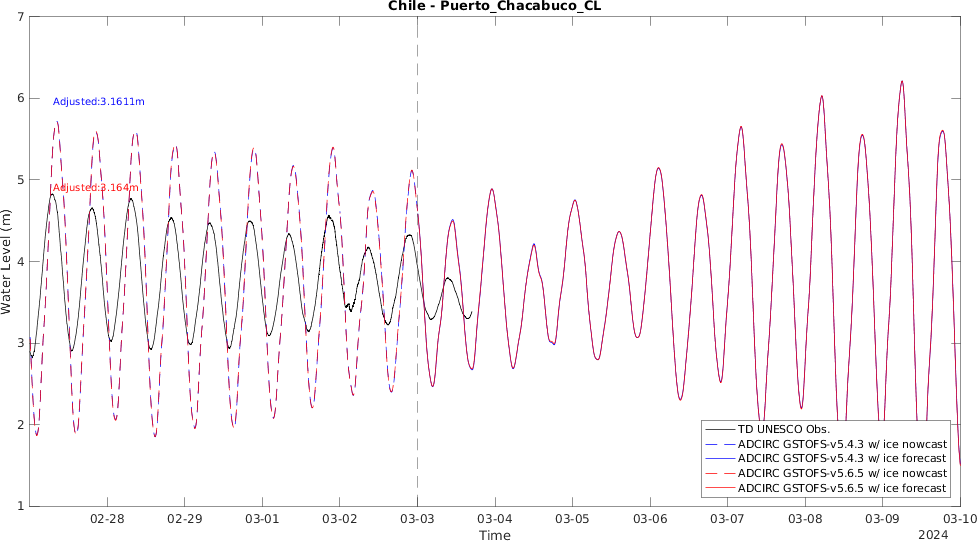 Chile - Puerto_Chacabuco_CL
7
6
5
4
3
2
1
Water Level (m)
Adjusted:3.1611m
Adjusted:3.164m
TD UNESCO Obs.
ADCIRC GSTOFS-v5.4.3 w/ ice nowcast
ADCIRC GSTOFS-v5.4.3 w/ ice forecast
ADCIRC GSTOFS-v5.6.5 w/ ice nowcast
ADCIRC GSTOFS-v5.6.5 w/ ice forecast
02-28 02-29 03-01 03-02 03-03 03-04 03-05 03-06 03-07 03-08 03-09 03-10
Time
2024